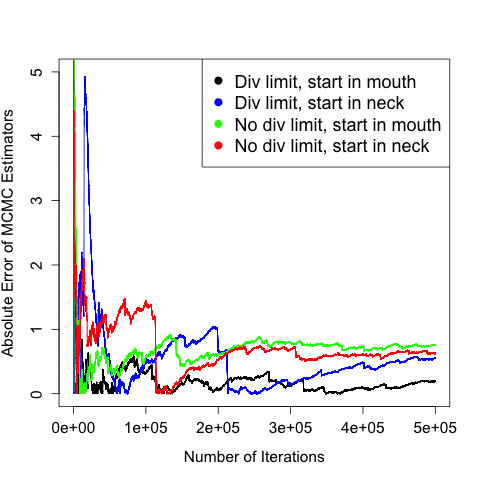 Div limit, start in mouth
Div limit, start in neck
No div limit, start in mouth
No div limit, start in neck
Absolute Error of MCMC Estimators
5
4
3
2
1
0
0e+00 1e+05 2e+05 3e+05 4e+05 5e+05
Number of Iterations